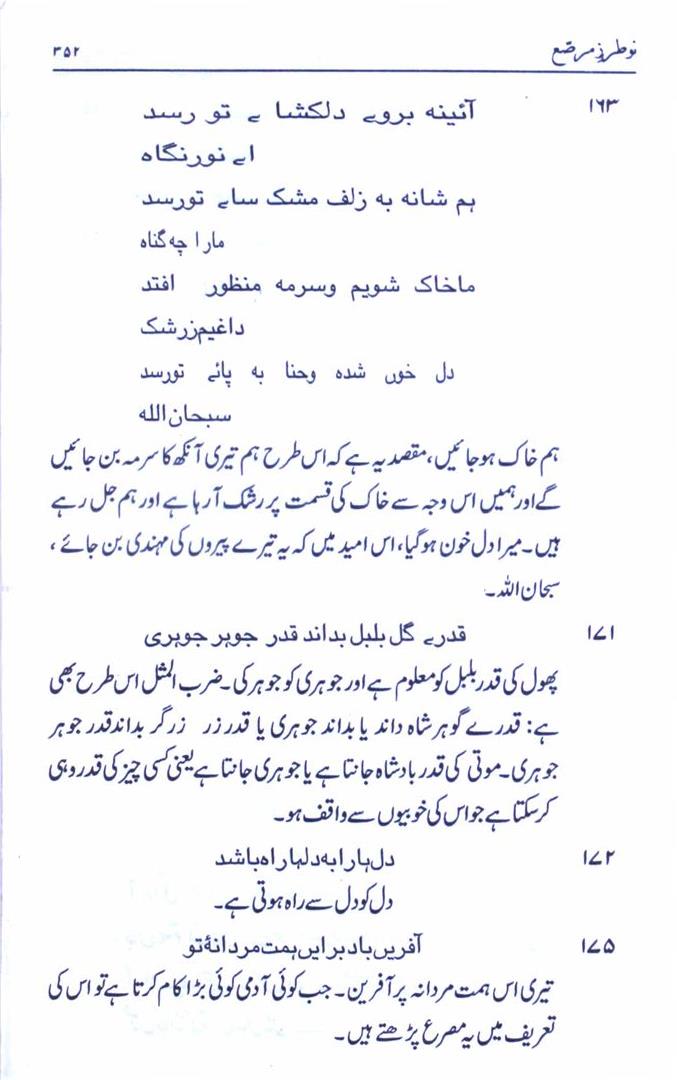 نوطرزِ مرصّع ۳۵۲
۱۶۳ آئینہ بروے دلکشا ے تو رسد
اے نورنگاہ
ہم شانہ بہ زلف مشک ساے تورسد
مارا چہ گناہ
ماخاک شویم وسرمہ منظور افتد
داغیم زرشک
دل خوں شدہ وحنا بہ پائے تورسد
سبحان اللہ
ہم خاک ہوجائیں، مقصد یہ ہے کہ اس طرح ہم تیری آنکھ کا سرمہ بن جائیں
گے اور ہمیں اس وجہ سے خاک کی قسمت پر رشک آرہا ہے اور ہم جل رہے
ہیں۔ میرا دل خون ہوگیا، اس امید میں کہ یہ تیرے پیروں کی مہندی بن جائے،
سبحان اللہ۔
۱۷۱ قدرے گل بلبل بداند قدر جوہر جوہری
پھول کی قدر بلبل کو معلوم ہے اور جوہری کو جوہر کی۔ ضرب المثل اس طرح بھی
ہے: قدرے گوہر شاہ داند یا بداند جوہری یا قدر زر زرگر بداند قدر جوہر
جوہری۔ موتی کی قدر بادشاہ جانتا ہے یا جوہری جانتا ہے یعنی کسی چیز کی قدر وہی
کرسکتا ہے جو اس کی خوبیوں سے واقف ہو۔
۱۷۲ دل ہارا بہ دلہا راہ باشد
دل کو دل سے راہ ہوتی ہے۔
۱۷۵ آفریں باد بر ایں ہمت مردانۂ تو
تیری اس ہمت مردانہ پر آفرین۔ جب کوئی آدمی کوئی بڑا کام کرتا ہے تو اس کی
تعریف میں یہ مصرع پڑھتے ہیں۔